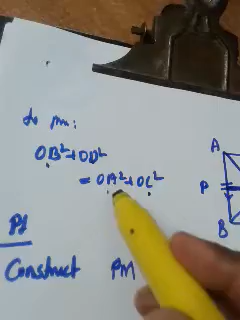 To prove:
OB²+OD²
= OA²+OC²
A
P
B
Pf
Construct PM